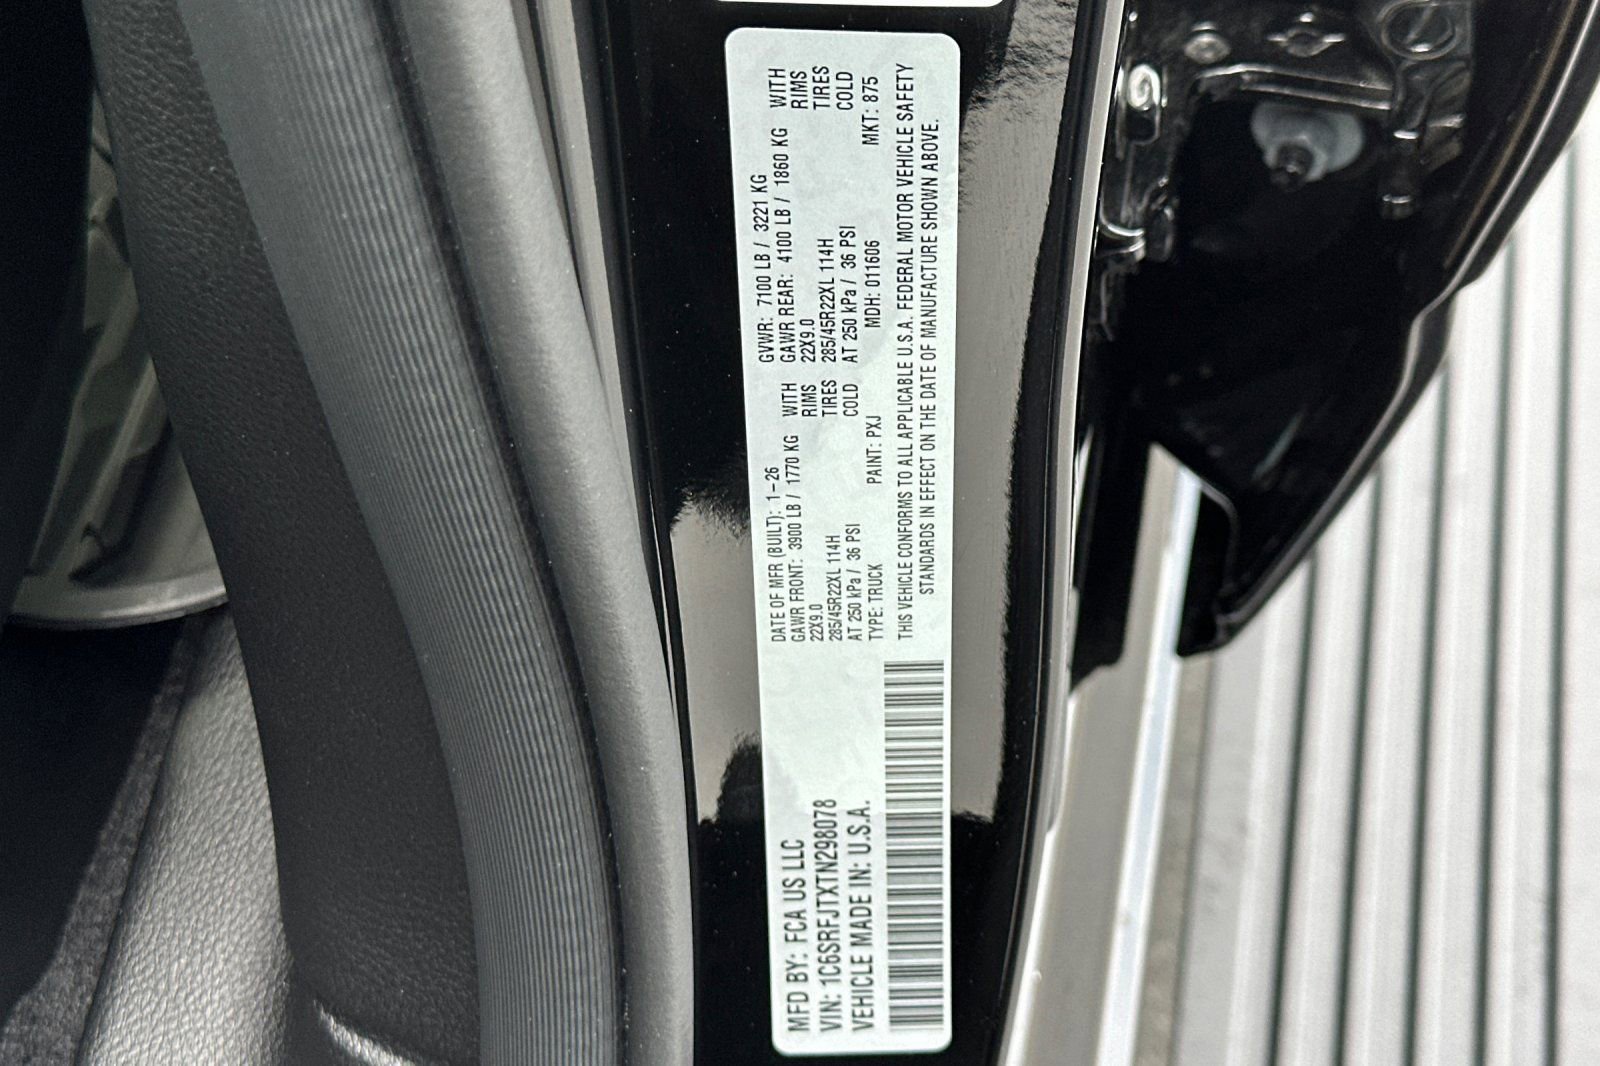 MFD BY: FCA US LLC
VIN: 1C6SRFJTXTN298078
VEHICLE MADE IN: U.S.A.
DATE OF MFR (BUILT): 1-26 GVWR: 7100 LB / 3221 KG
GAWR FRONT: 3900 LB / 1770 KG WITH GAWR REAR: 4100 LB / 1860 KG WITH
22X9.0 RIMS 22X9.0 RIMS
285/45R22XL 114H TIRES 285/45R22XL 114H TIRES
AT 250 kPa / 36 PSI COLD AT 250 kPa / 36 PSI COLD
TYPE: TRUCK PAINT: PXJ MDH: 011606 MKT: 875
THIS VEHICLE CONFORMS TO ALL APPLICABLE U.S.A. FEDERAL MOTOR VEHICLE SAFETY
STANDARDS IN EFFECT ON THE DATE OF MANUFACTURE SHOWN ABOVE.